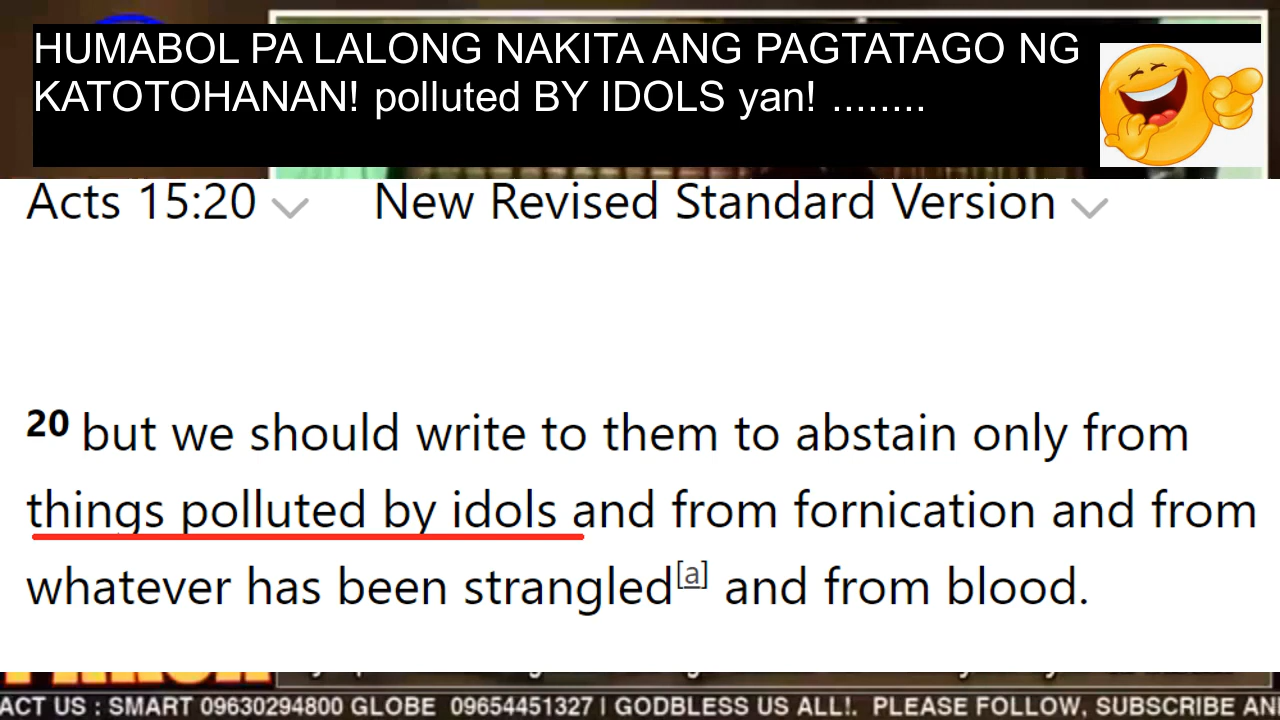 HUMABOL PA LALONG NAKITA ANG PAGTATAGO NG
KATOTOHANAN! polluted BY IDOLS yan! ........
Acts 15:20 New Revised Standard Version
20 but we should write to them to abstain only from
things polluted by idols and from fornication and from
whatever has been strangled[a] and from blood.
ACT US : SMART 09630294800 GLOBE 09654451327 I GODBLESS US ALL!. PLEASE FOLLOW, SUBSCRIBE AN